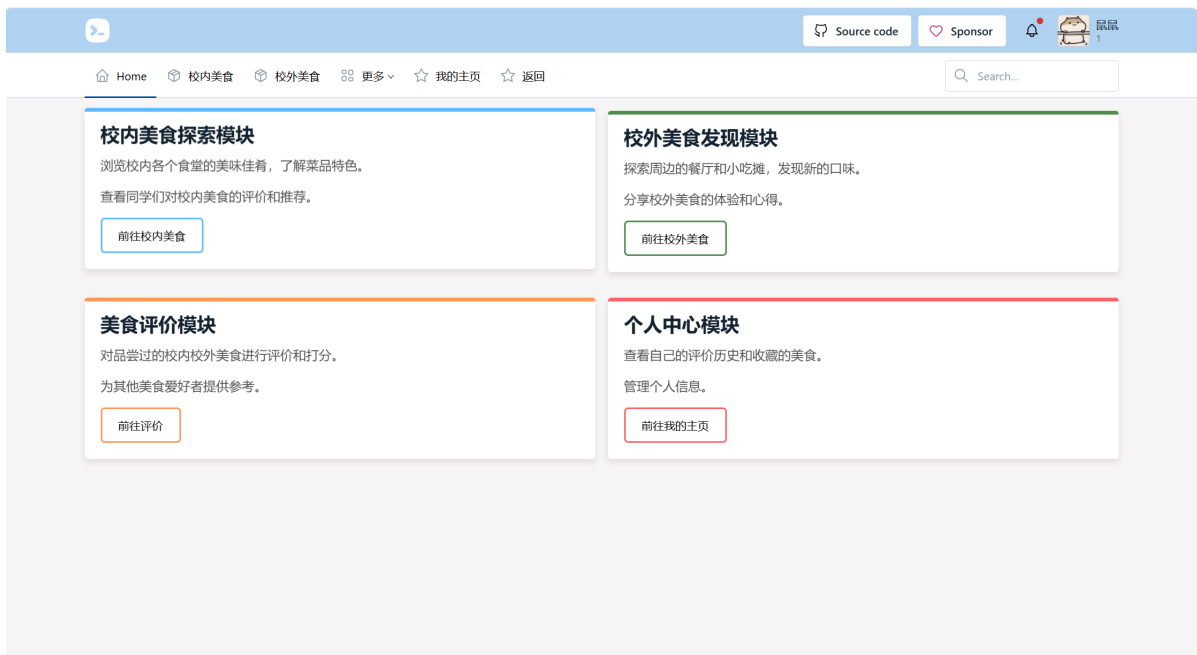 Source code
Sponsor
鼠鼠
1
Home
校内美食
校外美食
更多
我的主页
返回
Search...
校内美食探索模块
浏览校内各个食堂的美味佳肴，了解菜品特色。
查看同学们对校内美食的评价和推荐。
前往校内美食
校外美食发现模块
探索周边的餐厅和小吃摊，发现新的口味。
分享校外美食的体验和心得。
前往校外美食
美食评价模块
对品尝过的校内校外美食进行评价和打分。
为其他美食爱好者提供参考。
前往评价
个人中心模块
查看自己的评价历史和收藏的美食。
管理个人信息。
前往我的主页